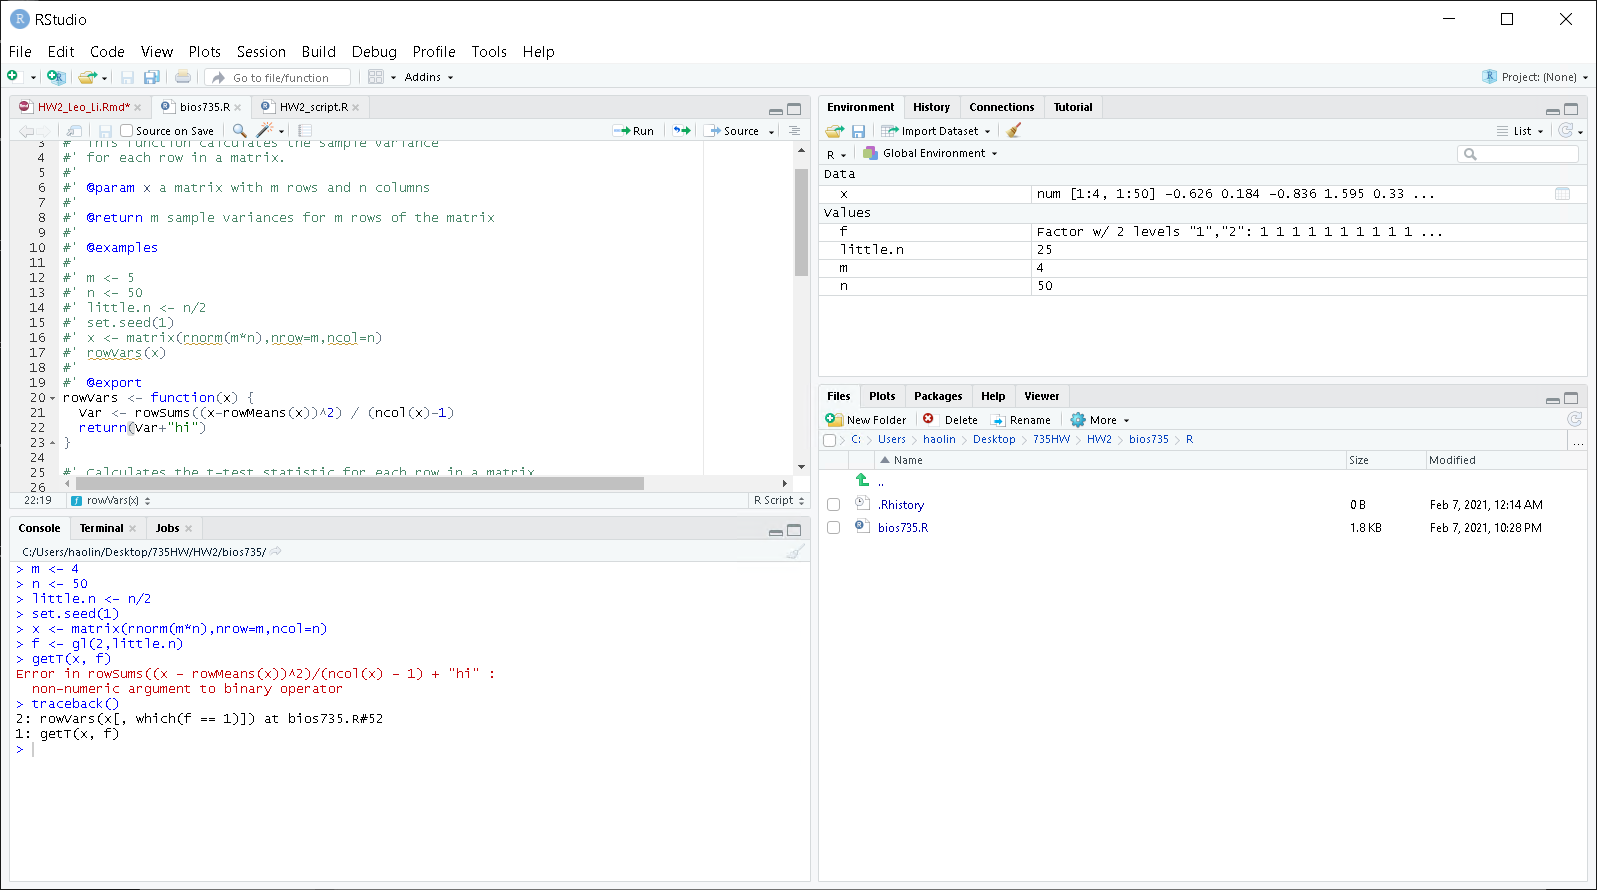 RStudio
File Edit Code View Plots Session Build Debug Profile Tools Help
Go to file/function Addins Project: (None)
HW2_Leo_Li.Rmd* bios735.R HW2_script.R
Source on Save Run Source
3 #' This function calculates the sample variance
4 #' for each row in a matrix.
5 #'
6 #' @param x a matrix with m rows and n columns
7 #'
8 #' @return m sample variances for m rows of the matrix
9 #'
10 #' @examples
11 #'
12 #' m <- 5
13 #' n <- 50
14 #' little.n <- n/2
15 #' set.seed(1)
16 #' x <- matrix(rnorm(m*n),nrow=m,ncol=n)
17 #' rowVars(x)
18 #'
19 #' @export
20 rowVars <- function(x) {
21 Var <- rowSums((x-rowMeans(x))^2) / (ncol(x)-1)
22 return(Var+"hi")
23 }
24
25 #' Calculates the t-test statistic for each row in a matrix
26
22:19 rowVars(x) R Script
Console Terminal Jobs
C:/Users/haolin/Desktop/735HW/HW2/bios735/
> m <- 4
> n <- 50
> little.n <- n/2
> set.seed(1)
> x <- matrix(rnorm(m*n),nrow=m,ncol=n)
> f <- gl(2,little.n)
> getT(x, f)
Error in rowSums((x - rowMeans(x))^2)/(ncol(x) - 1) + "hi" :
non-numeric argument to binary operator
> traceback()
2: rowVars(x[, which(f == 1)]) at bios735.R#52
1: getT(x, f)
>
Environment History Connections Tutorial
Import Dataset List
R Global Environment
Data
x num [1:4, 1:50] -0.626 0.184 -0.836 1.595 0.33 ...
Values
f Factor w/ 2 levels "1","2": 1 1 1 1 1 1 1 1 1 1 ...
little.n 25
m 4
n 50
Files Plots Packages Help Viewer
New Folder Delete Rename More
C: Users haolin Desktop 735HW HW2 bios735 R ...
Name Size Modified
..
.Rhistory 0 B Feb 7, 2021, 12:14 AM
bios735.R 1.8 KB Feb 7, 2021, 10:28 PM